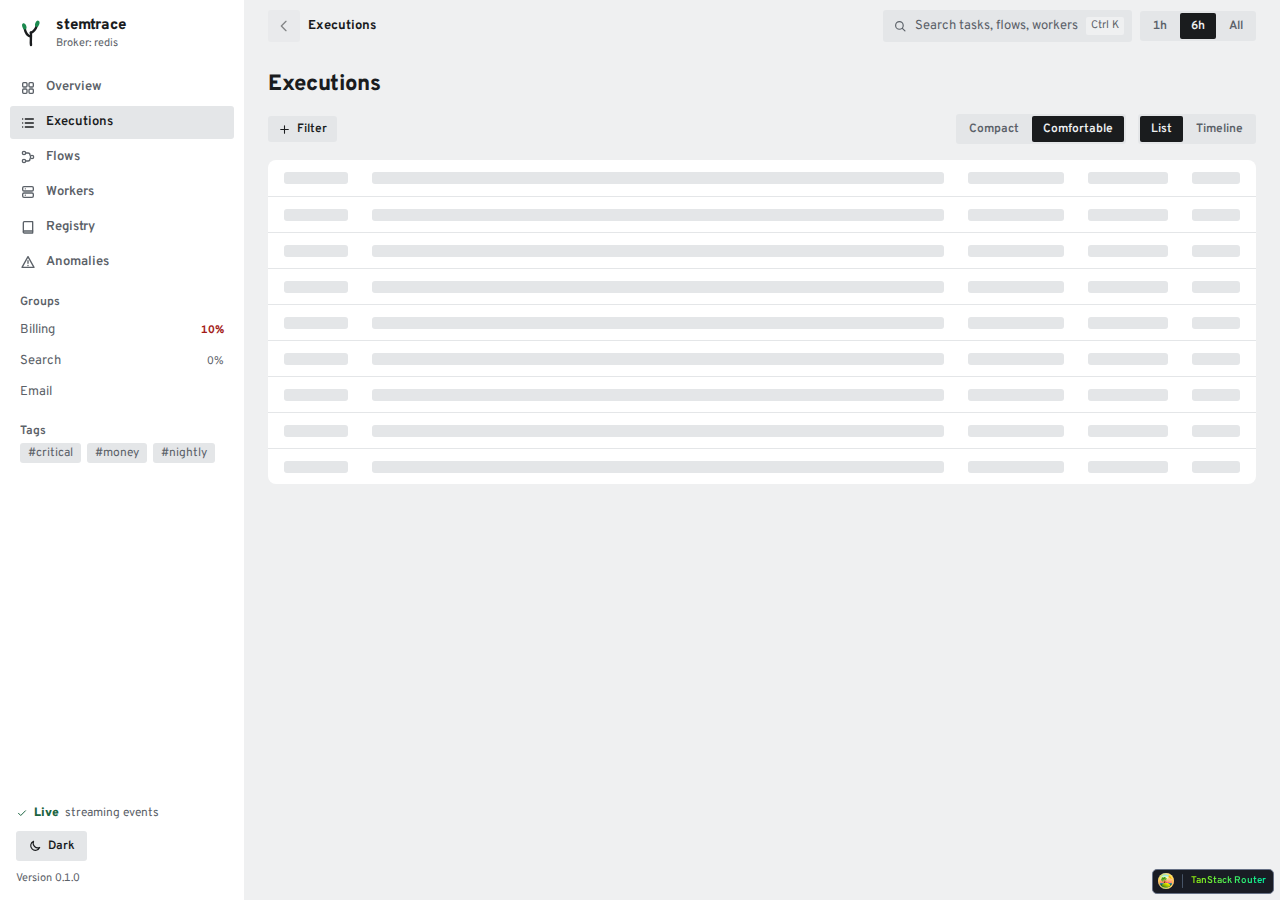 stemtrace
Broker: redis
Overview
Executions
Flows
Workers
Registry
Anomalies
Groups
Billing 10%
Search 0%
Email
Tags
#critical #money #nightly
Live streaming events
Dark
Version 0.1.0
Executions
Search tasks, flows, workers Ctrl K
1h 6h All
Executions
Filter
Compact Comfortable List Timeline
TanStack Router